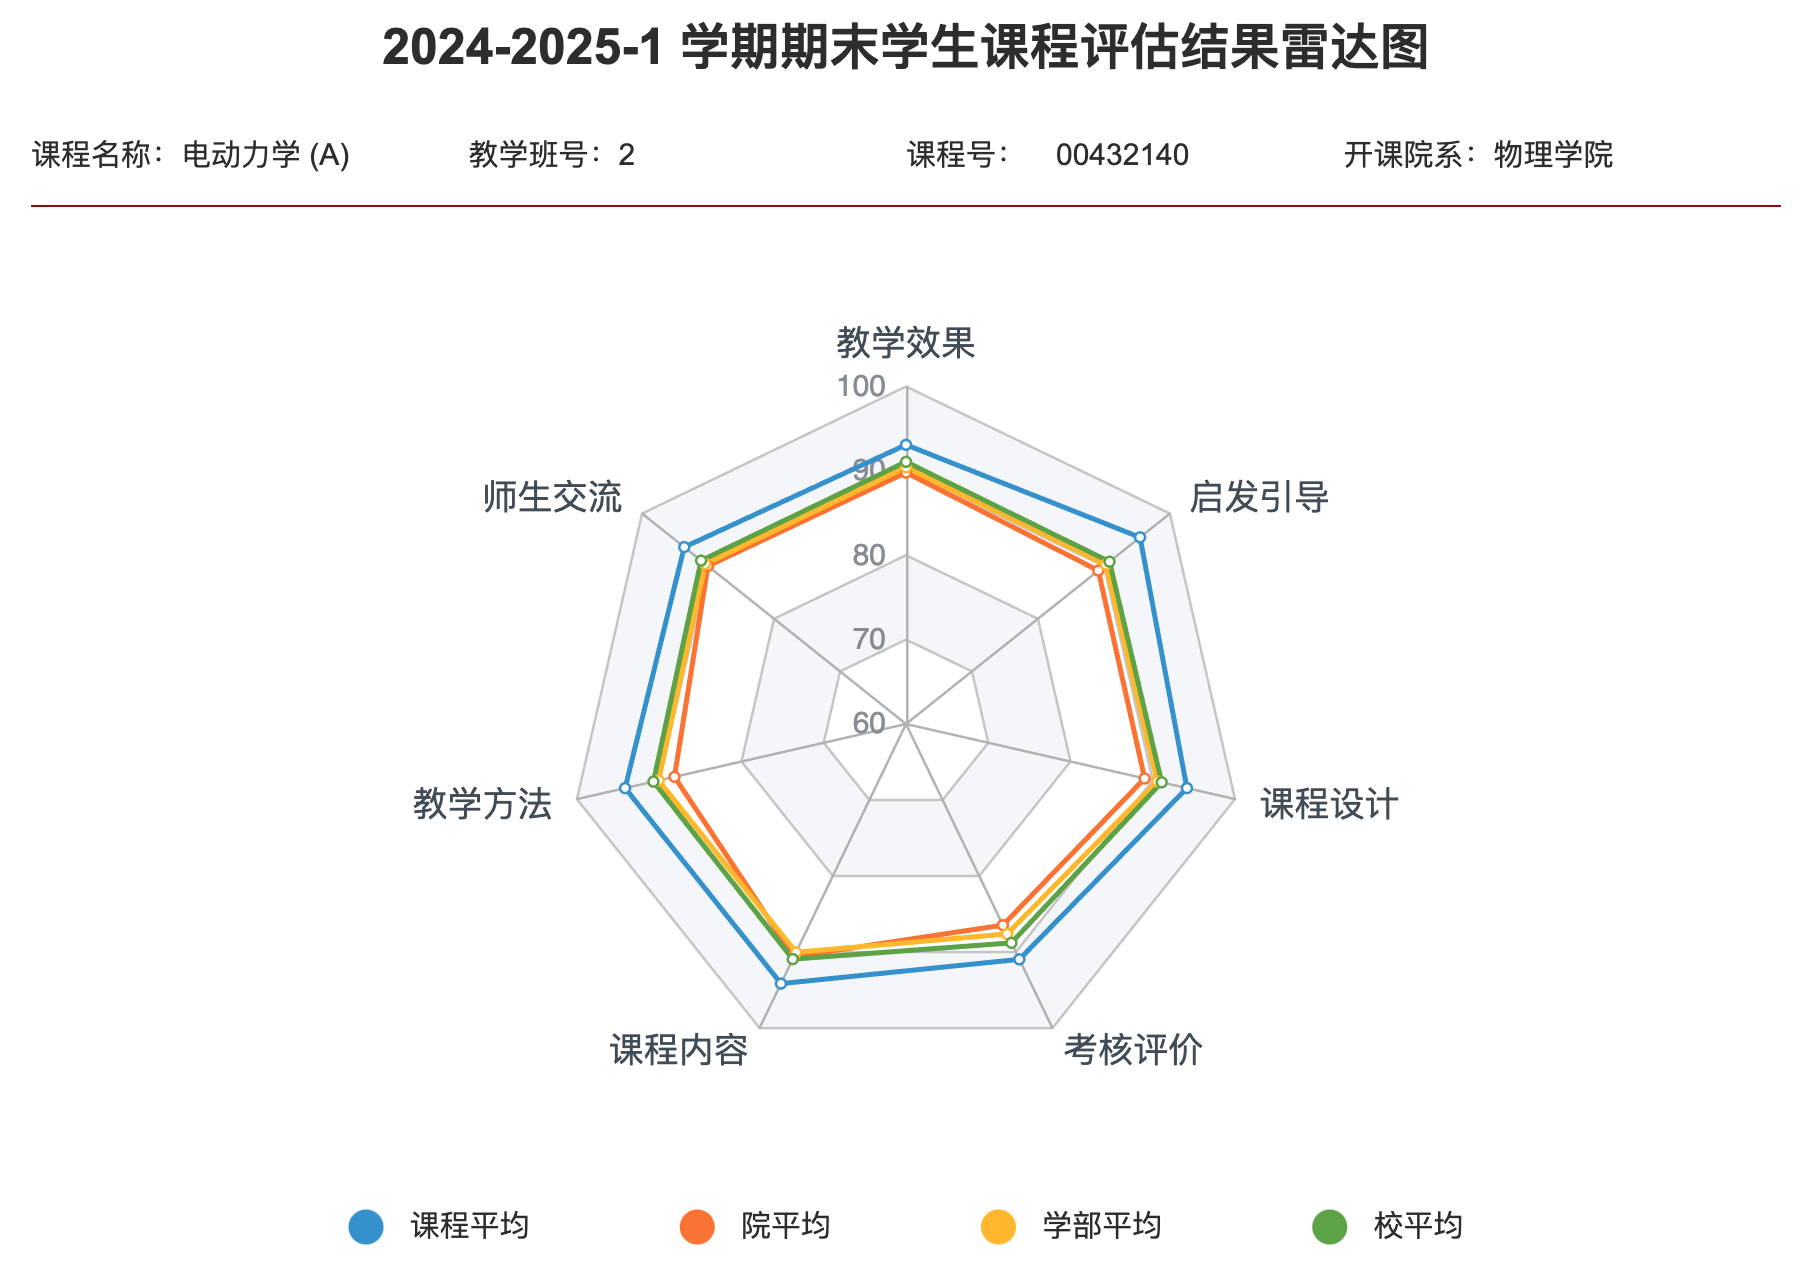 2024-2025-1 学期期末学生课程评估结果雷达图
课程名称：电动力学 (A) 教学班号：2 课程号： 00432140 开课院系：物理学院
教学效果
100
90
师生交流
启发引导
80
70
60
教学方法
课程设计
课程内容
考核评价
课程平均 院平均 学部平均 校平均